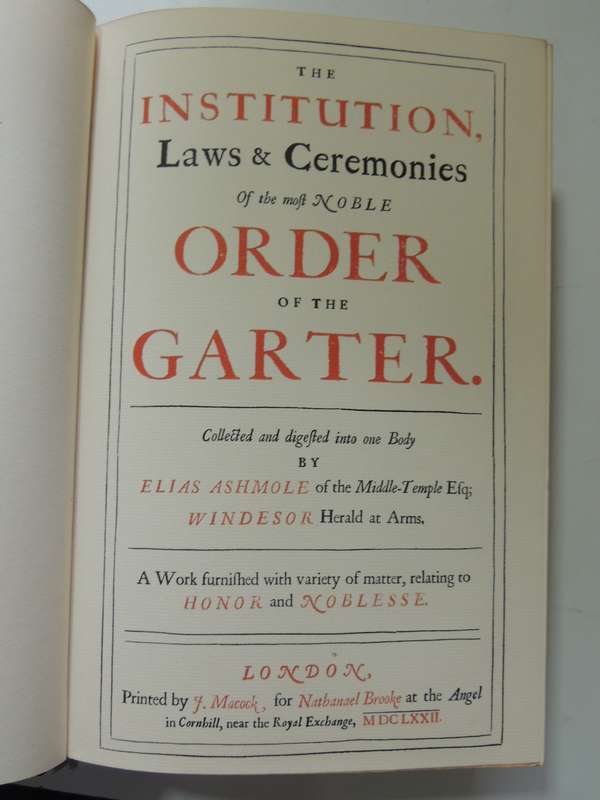 THE
INSTITUTION,
Laws & Ceremonies
Of the moſt NOBLE
ORDER
OF THE
GARTER.
Collected and digeſted into one Body
BY
ELIAS ASHMOLE of the Middle-Temple Eſq;
WINDESOR Herald at Arms.
A Work furniſhed with variety of matter, relating to
HONOR and NOBLESSE.
LONDON,
Printed by J. Macock, for Nathanael Brooke at the Angel
in Cornhill, near the Royal Exchange, MDCLXXII.